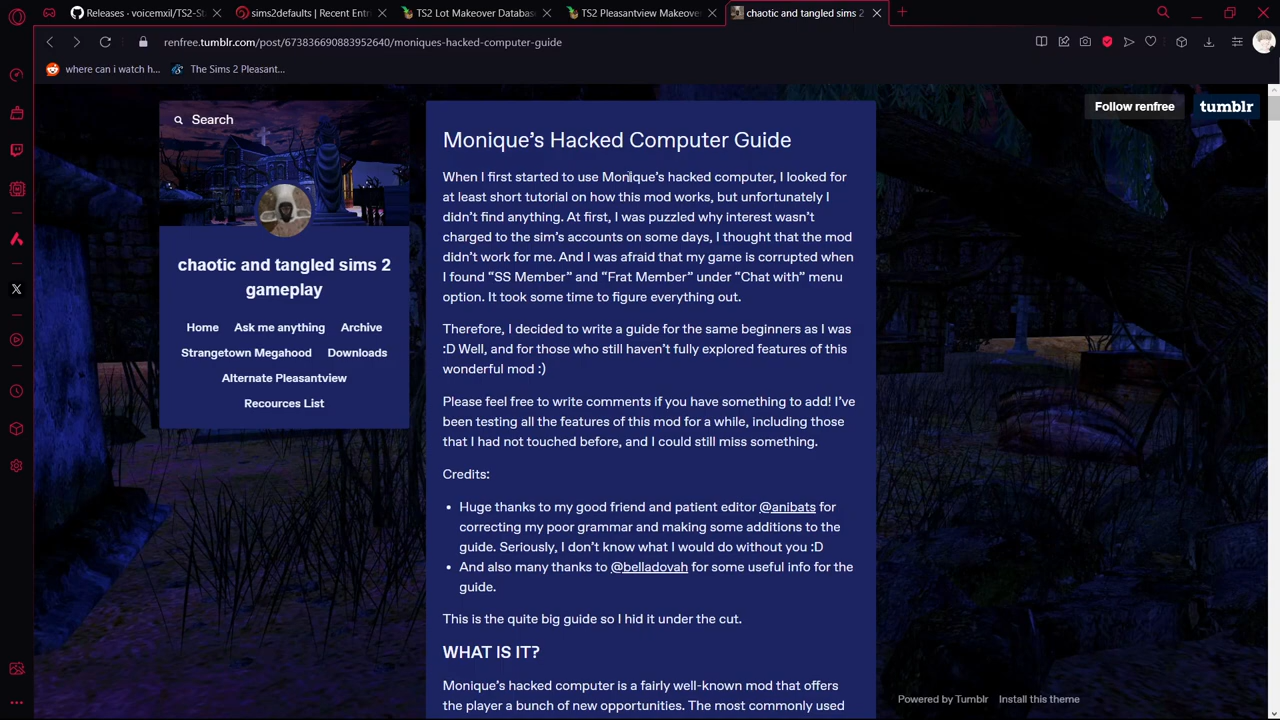 Releases - voicemxil/TS2-St
sims2defaults | Recent Entri
TS2 Lot Makeover Databas
TS2 Pleasantview Makeover
chaotic and tangled sims 2
renfree.tumblr.com/post/673836690883952640/moniques-hacked-computer-guide
where can i watch h...
The Sims 2 Pleasant...
Search
chaotic and tangled sims 2
gameplay
Home Ask me anything Archive
Strangetown Megahood Downloads
Alternate Pleasantview
Recources List
Monique's Hacked Computer Guide
When I first started to use Monique's hacked computer, I looked for
at least short tutorial on how this mod works, but unfortunately I
didn't find anything. At first, I was puzzled why interest wasn't
charged to the sim's accounts on some days, I thought that the mod
didn't work for me. And I was afraid that my game is corrupted when
I found “SS Member” and “Frat Member” under “Chat with” menu
option. It took some time to figure everything out.
Therefore, I decided to write a guide for the same beginners as I was
:D Well, and for those who still haven't fully explored features of this
wonderful mod :)
Please feel free to write comments if you have something to add! I've
been testing all the features of this mod for a while, including those
that I had not touched before, and I could still miss something.
Credits:
• Huge thanks to my good friend and patient editor @anibats for
correcting my poor grammar and making some additions to the
guide. Seriously, I don't know what I would do without you :D
• And also many thanks to @belladovah for some useful info for the
guide.
This is the quite big guide so I hid it under the cut.
WHAT IS IT?
Monique's hacked computer is a fairly well-known mod that offers
the player a bunch of new opportunities. The most commonly used
Follow renfree
tumblr
Powered by Tumblr Install this theme